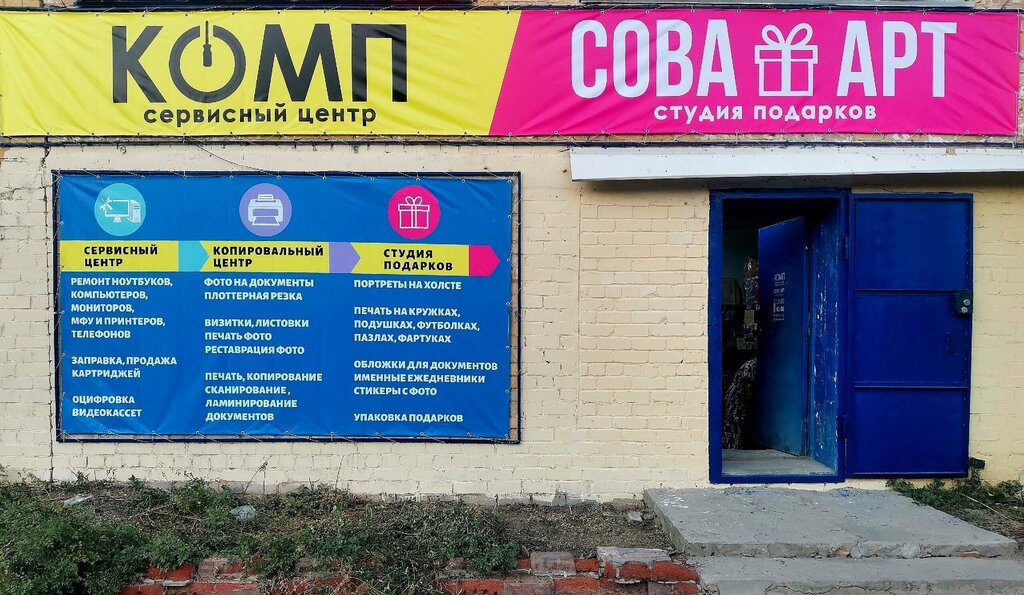 КОМП
сервисный центр
СОВА АРТ
студия подарков
СЕРВИСНЫЙ
ЦЕНТР
РЕМОНТ НОУТБУКОВ,
КОМПЬЮТЕРОВ,
МОНИТОРОВ,
МФУ И ПРИНТЕРОВ,
ТЕЛЕФОНОВ
ЗАПРАВКА, ПРОДАЖА
КАРТРИДЖЕЙ
ОЦИФРОВКА
ВИДЕОКАССЕТ
КОПИРОВАЛЬНЫЙ
ЦЕНТР
ФОТО НА ДОКУМЕНТЫ
ПЛОТТЕРНАЯ РЕЗКА
ВИЗИТКИ, ЛИСТОВКИ
ПЕЧАТЬ ФОТО
РЕСТАВРАЦИЯ ФОТО
ПЕЧАТЬ, КОПИРОВАНИЕ
СКАНИРОВАНИЕ ,
ЛАМИНИРОВАНИЕ
ДОКУМЕНТОВ
СТУДИЯ
ПОДАРКОВ
ПОРТРЕТЫ НА ХОЛСТЕ
ПЕЧАТЬ НА КРУЖКАХ,
ПОДУШКАХ, ФУТБОЛКАХ,
ПАЗЛАХ, ФАРТУКАХ
ОБЛОЖКИ ДЛЯ ДОКУМЕНТОВ
ИМЕННЫЕ ЕЖЕДНЕВНИКИ
СТИКЕРЫ С ФОТО
УПАКОВКА ПОДАРКОВ
КОМП